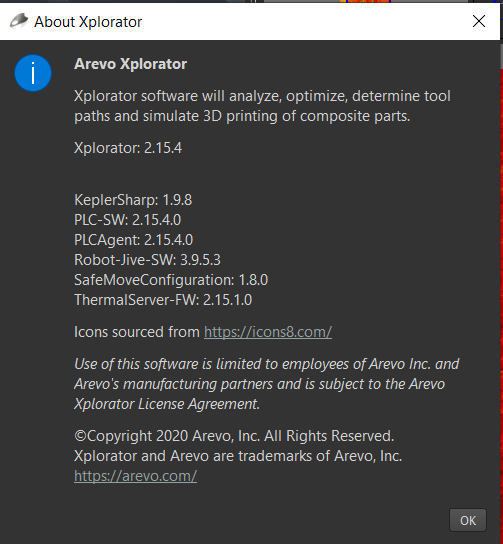 About Xplorator
Arevo Xplorator
Xplorator software will analyze, optimize, determine tool
paths and simulate 3D printing of composite parts.
Xplorator: 2.15.4
KeplerSharp: 1.9.8
PLC-SW: 2.15.4.0
PLCAgent: 2.15.4.0
Robot-Jive-SW: 3.9.5.3
SafeMoveConfiguration: 1.8.0
ThermalServer-FW: 2.15.1.0
Icons sourced from https://icons8.com/
Use of this software is limited to employees of Arevo Inc. and
Arevo's manufacturing partners and is subject to the Arevo
Xplorator License Agreement.
©Copyright 2020 Arevo, Inc. All Rights Reserved.
Xplorator and Arevo are trademarks of Arevo, Inc.
https://arevo.com/
OK